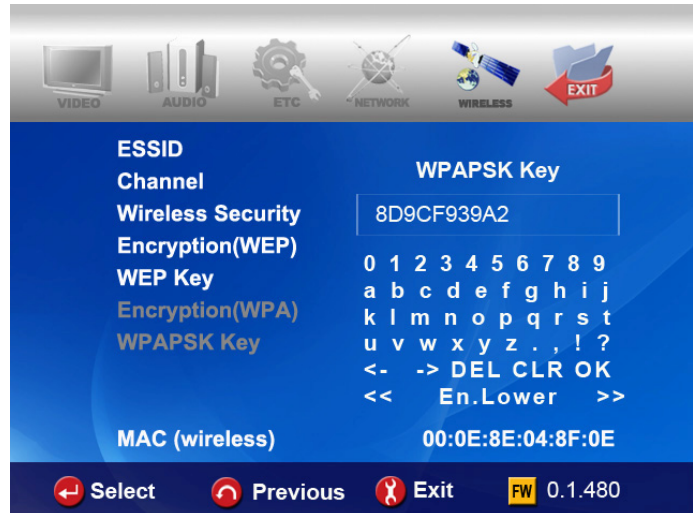 VIDEO AUDIO ETC NETWORK WIRELESS EXIT
ESSID
Channel
Wireless Security
Encryption(WEP)
WEP Key
Encryption(WPA)
WPAPSK Key
WPAPSK Key
8D9CF939A2
0 1 2 3 4 5 6 7 8 9
a b c d e f g h i j
k l m n o p q r s t
u v w x y z . , ! ?
<- -> DEL CLR OK
<< En.Lower >>
MAC (wireless) 00:0E:8E:04:8F:0E
Select Previous Exit FW 0.1.480